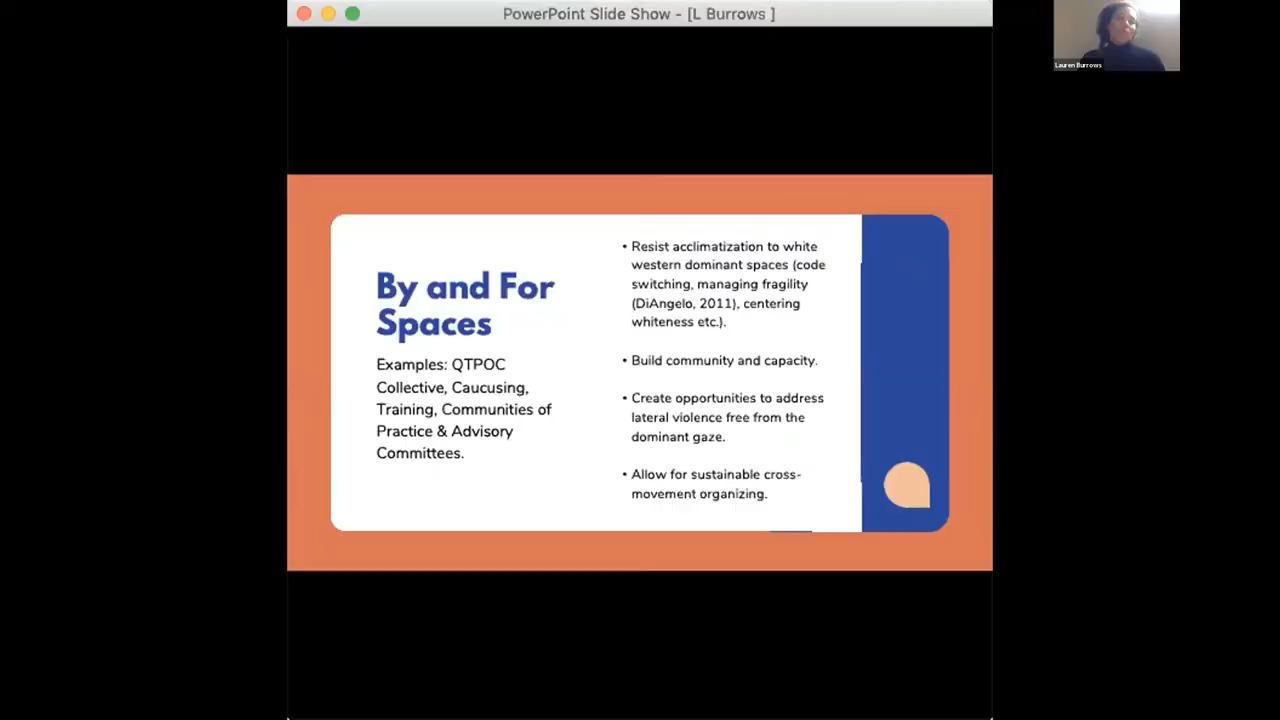 PowerPoint Slide Show - [L Burrows ]
Lauren Burrows
By and For
Spaces
Examples: QTPOC
Collective, Caucusing,
Training, Communities of
Practice & Advisory
Committees.
• Resist acclimatization to white
western dominant spaces (code
switching, managing fragility
(DiAngelo, 2011), centering
whiteness etc.).
• Build community and capacity.
• Create opportunities to address
lateral violence free from the
dominant gaze.
• Allow for sustainable cross-
movement organizing.